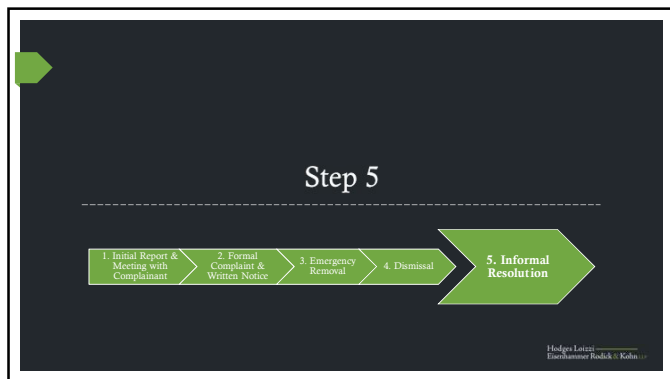 Step 5
1. Initial Report &
Meeting with
Complainant
2. Formal
Complaint &
Written Notice
3. Emergency
Removal
4. Dismissal
5. Informal
Resolution
Hodges Loizzi
Eisenhammer Rodick & Kohn LLP